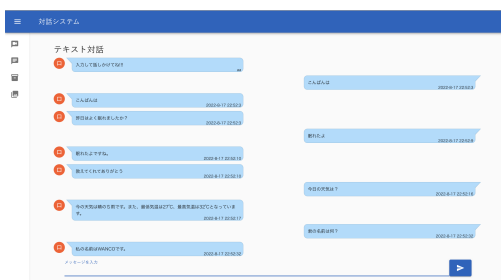 対話システム
テキスト対話
入力して話しかけてね!!
こんばんは
2022-8-17 22:52:3
こんばんは
2022-8-17 22:52:3
昨日はよく眠れましたか？
2022-8-17 22:52:3
眠れたよ
2022-8-17 22:52:9
眠れたよですね。
2022-8-17 22:52:10
教えてくれてありがとう
2022-8-17 22:52:10
今日の天気は？
2022-8-17 22:52:16
今の天気は晴のち雨です。また、最低気温は27℃、最高気温は32℃となっています。
2022-8-17 22:52:17
君の名前は何？
2022-8-17 22:52:32
私の名前はWANCOです。
2022-8-17 22:52:32
メッセージを入力